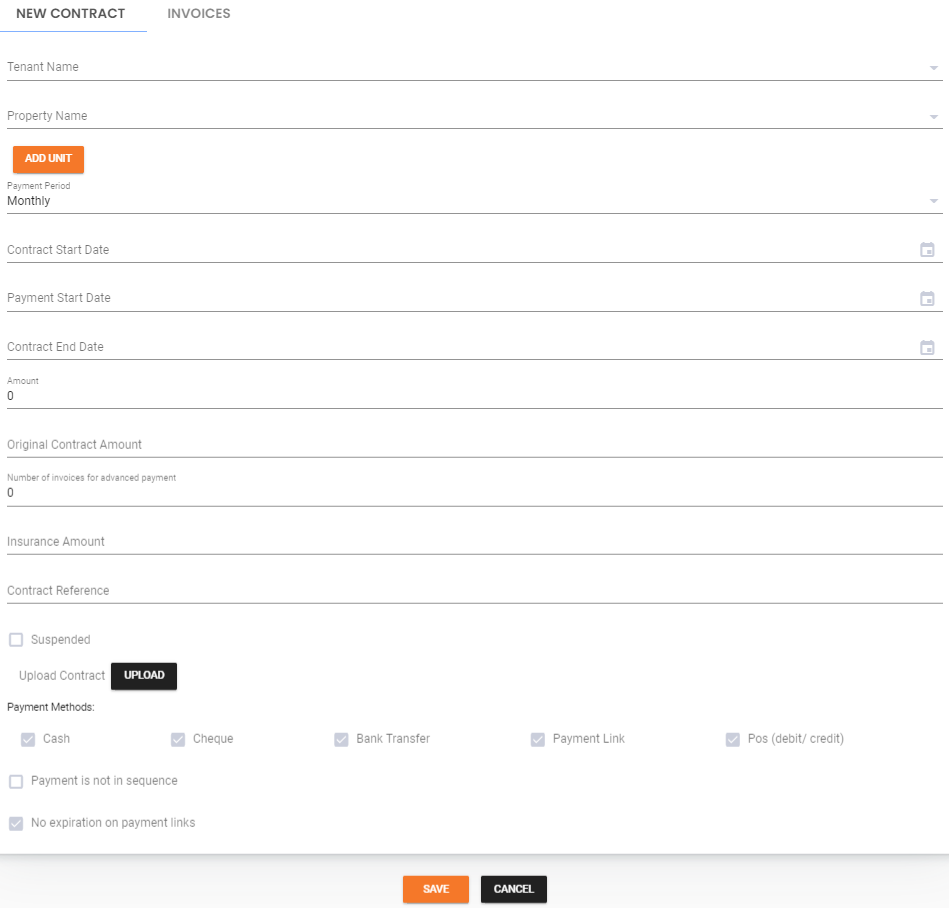 NEW CONTRACT INVOICES
Tenant Name
Property Name
ADD UNIT
Payment Period
Monthly
Contract Start Date
Payment Start Date
Contract End Date
Amount
0
Original Contract Amount
Number of invoices for advanced payment
0
Insurance Amount
Contract Reference
Suspended
Upload Contract UPLOAD
Payment Methods:
Cash Cheque Bank Transfer Payment Link Pos (debit/ credit)
Payment is not in sequence
No expiration on payment links
SAVE CANCEL